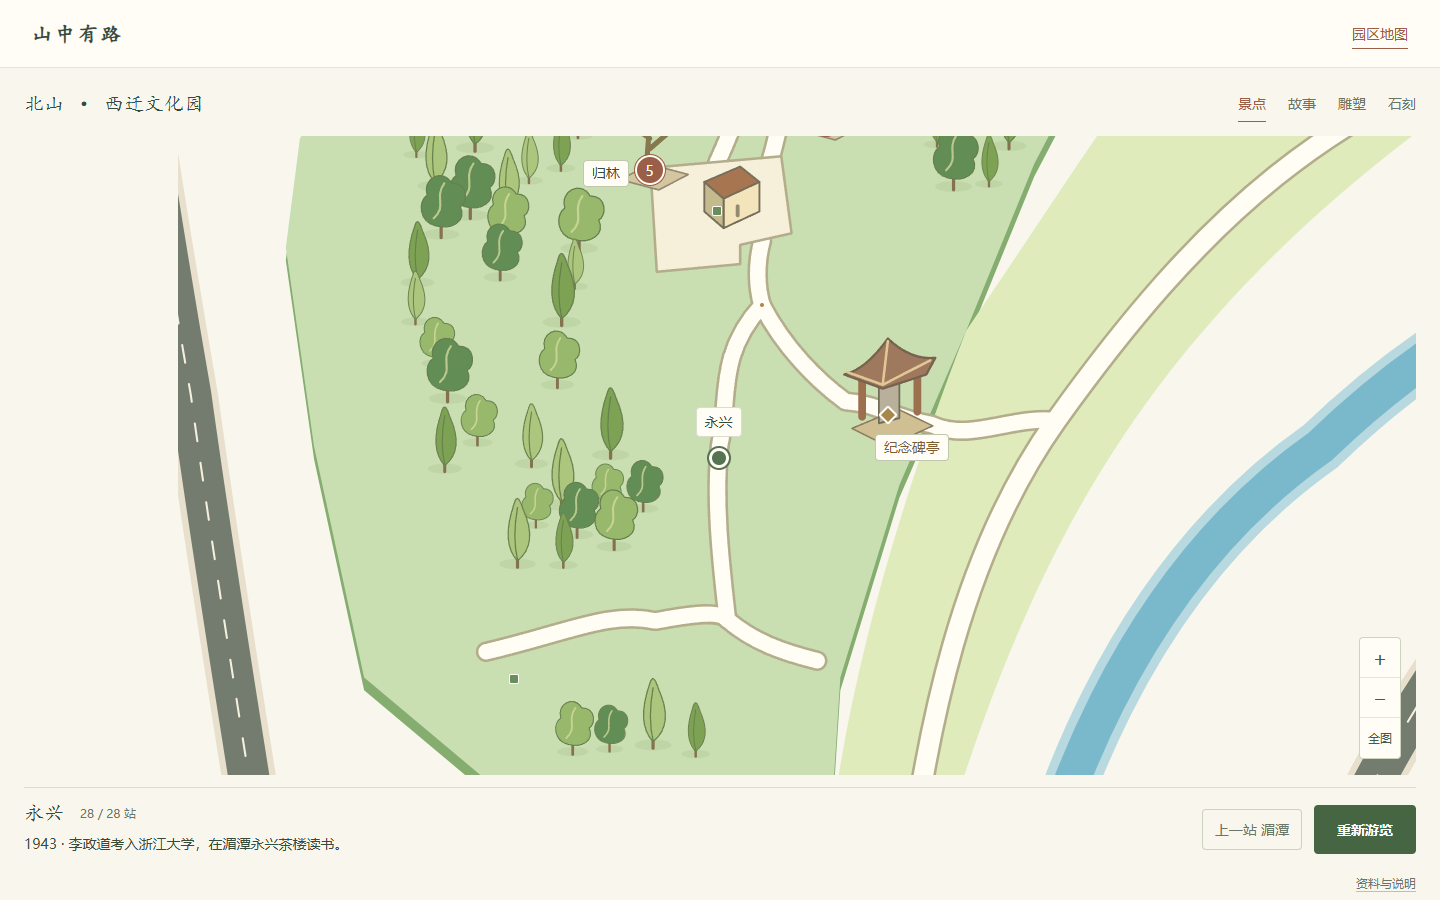 山中有路
园区地图
北山 • 西迁文化园
景点 故事 雕塑 石刻
归林
5
永兴
纪念碑亭
+
−
全图
永兴 28 / 28 站
1943 · 李政道考入浙江大学，在湄潭永兴茶楼读书。
上一站 湄潭
重新游览
资料与说明